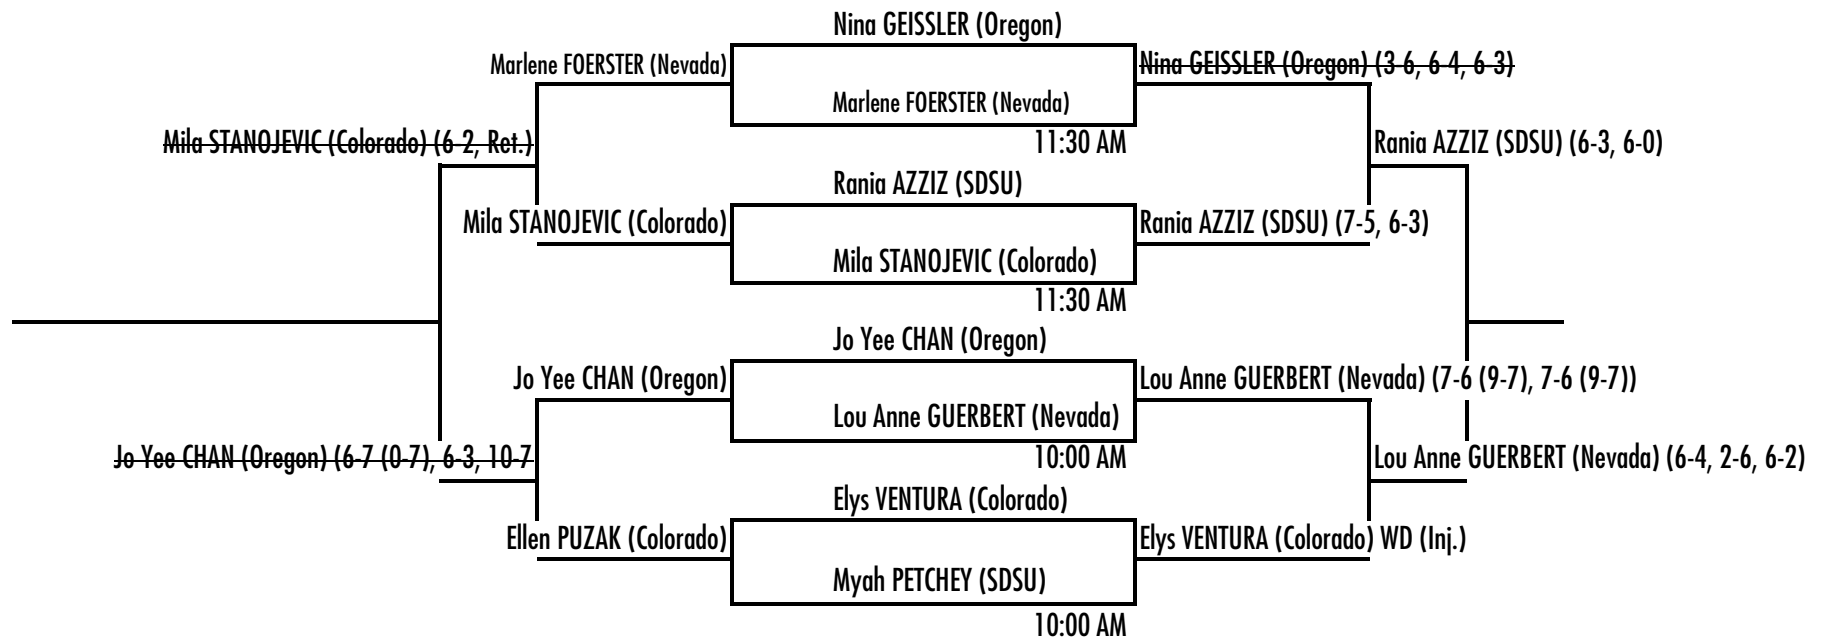 Nina GEISSLER (Oregon)
Marlene FOERSTER (Nevada)
Nina GEISSLER (Oregon) (3-6, 6-4, 6-3)
Marlene FOERSTER (Nevada)
11:30 AM
Mila STANOJEVIC (Colorado) (6-2, Ret.)
Rania AZZIZ (SDSU) (6-3, 6-0)
Rania AZZIZ (SDSU)
Mila STANOJEVIC (Colorado)
Rania AZZIZ (SDSU) (7-5, 6-3)
Mila STANOJEVIC (Colorado)
11:30 AM
Jo Yee CHAN (Oregon)
Jo Yee CHAN (Oregon)
Lou Anne GUERBERT (Nevada) (7-6 (9-7), 7-6 (9-7))
Lou Anne GUERBERT (Nevada)
10:00 AM
Jo Yee CHAN (Oregon) (6-7 (0-7), 6-3, 10-7
Lou Anne GUERBERT (Nevada) (6-4, 2-6, 6-2)
Elys VENTURA (Colorado)
Ellen PUZAK (Colorado)
Elys VENTURA (Colorado) WD (Inj.)
Myah PETCHEY (SDSU)
10:00 AM